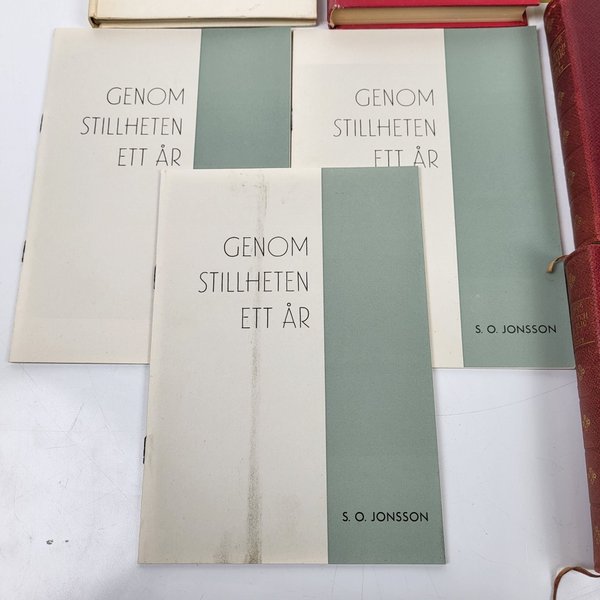 GENOM
STILLHETEN
ETT ÅR
GENOM
STILLHETEN
ETT ÅR
S. O. JONSSON
GENOM
STILLHETEN
ETT ÅR
S. O. JONSSON